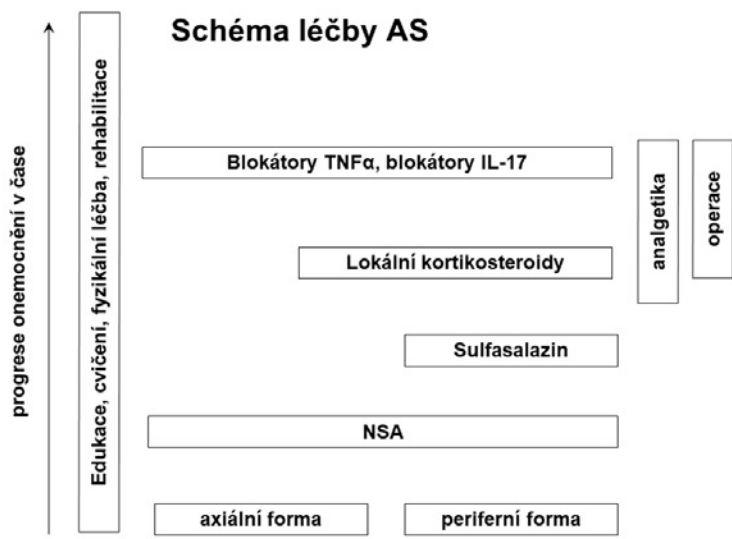 Schéma léčby AS
progrese onemocnění v čase
Edukace, cvičení, fyzikální léčba, rehabilitace
Blokátory TNFα, blokátory IL-17
analgetika
operace
Lokální kortikosteroidy
Sulfasalazin
NSA
axiální forma
periferní forma